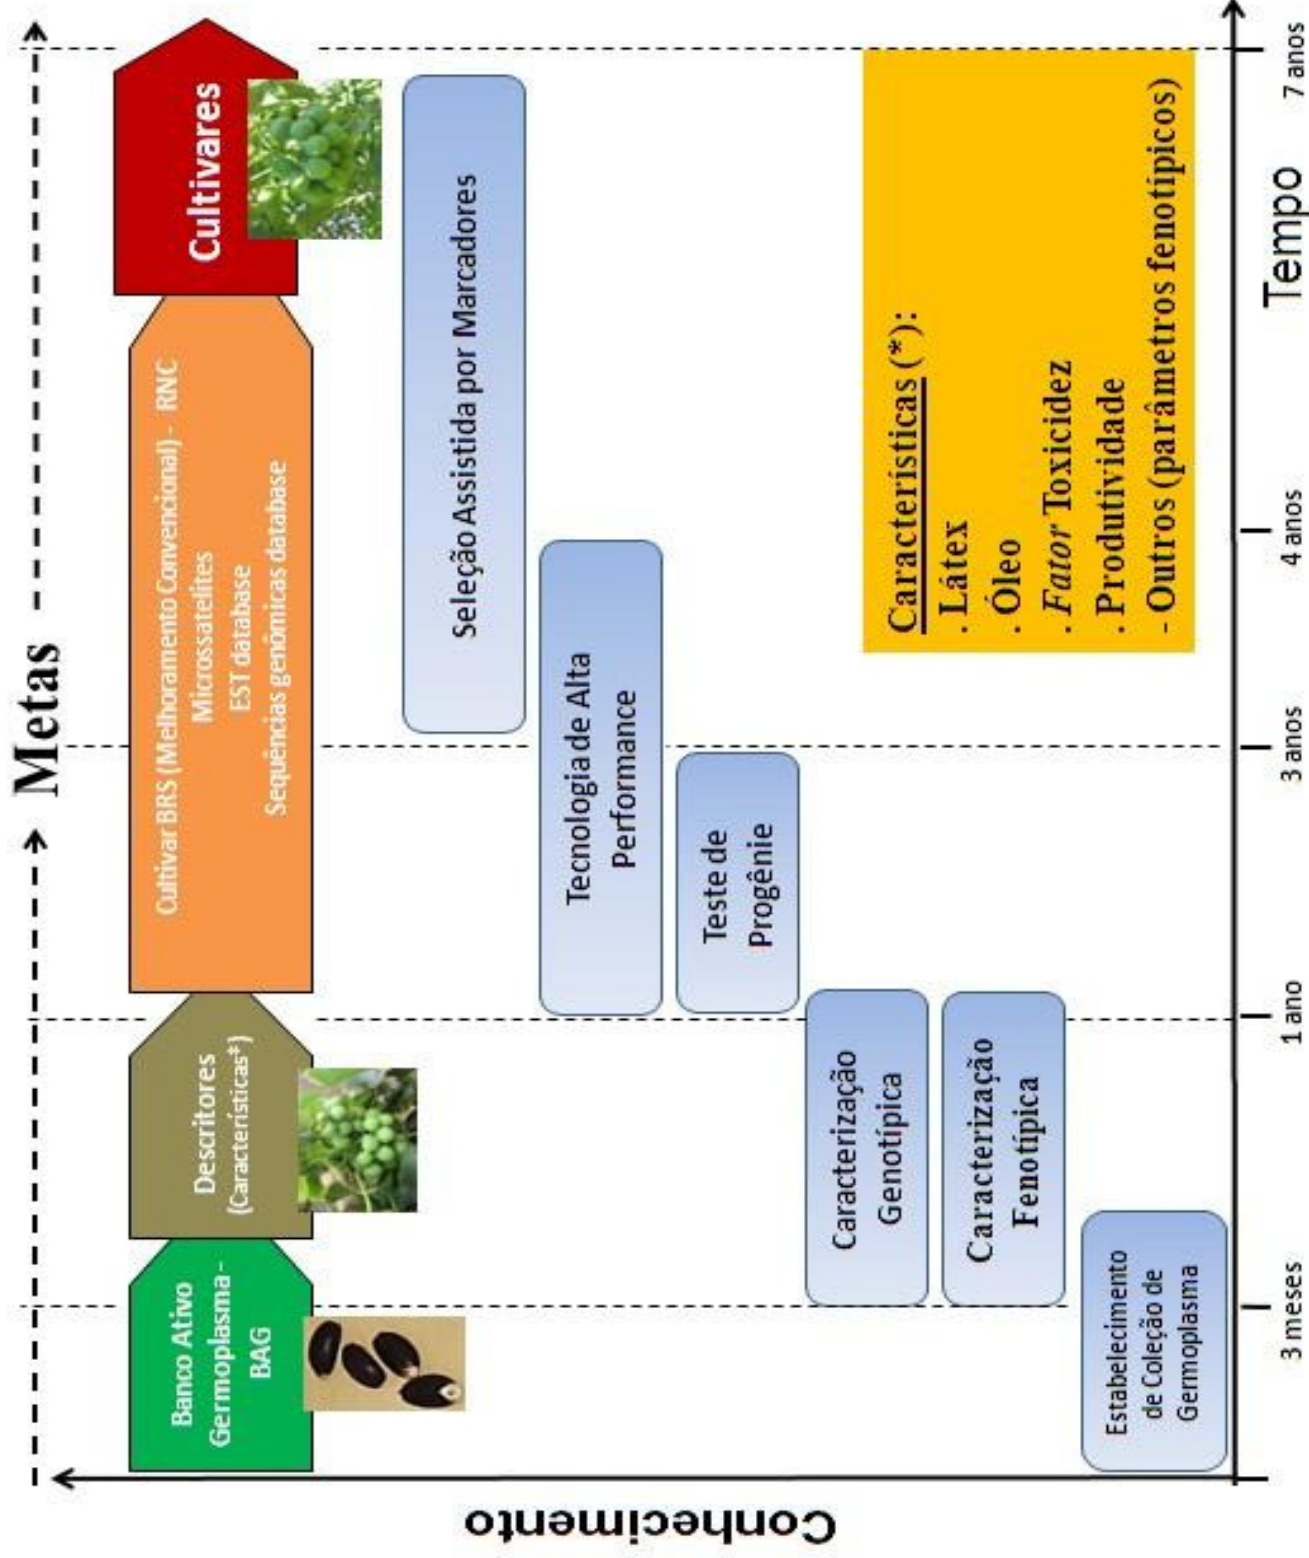 Metas
Banco Ativo
Germoplasma-
BAG
Descritores
(Características*)
Cultivar BRS (Melhoramento Convencional) - RNC
Microssatelites
EST database
Sequências genômicas database
Cultivares
Seleção Assistida por Marcadores
Tecnologia de Alta
Performance
Teste de
Progênie
Caracterização
Genotípica
Caracterização
Fenotípica
Estabelecimento
de Coleção de
Germoplasma
Características (*):
. Látex
. Óleo
. Fator Toxicidez
. Produtividade
- Outros (parâmetros fenotípicos)
Conhecimento
3 meses
1 ano
3 anos
4 anos
7 anos
Tempo